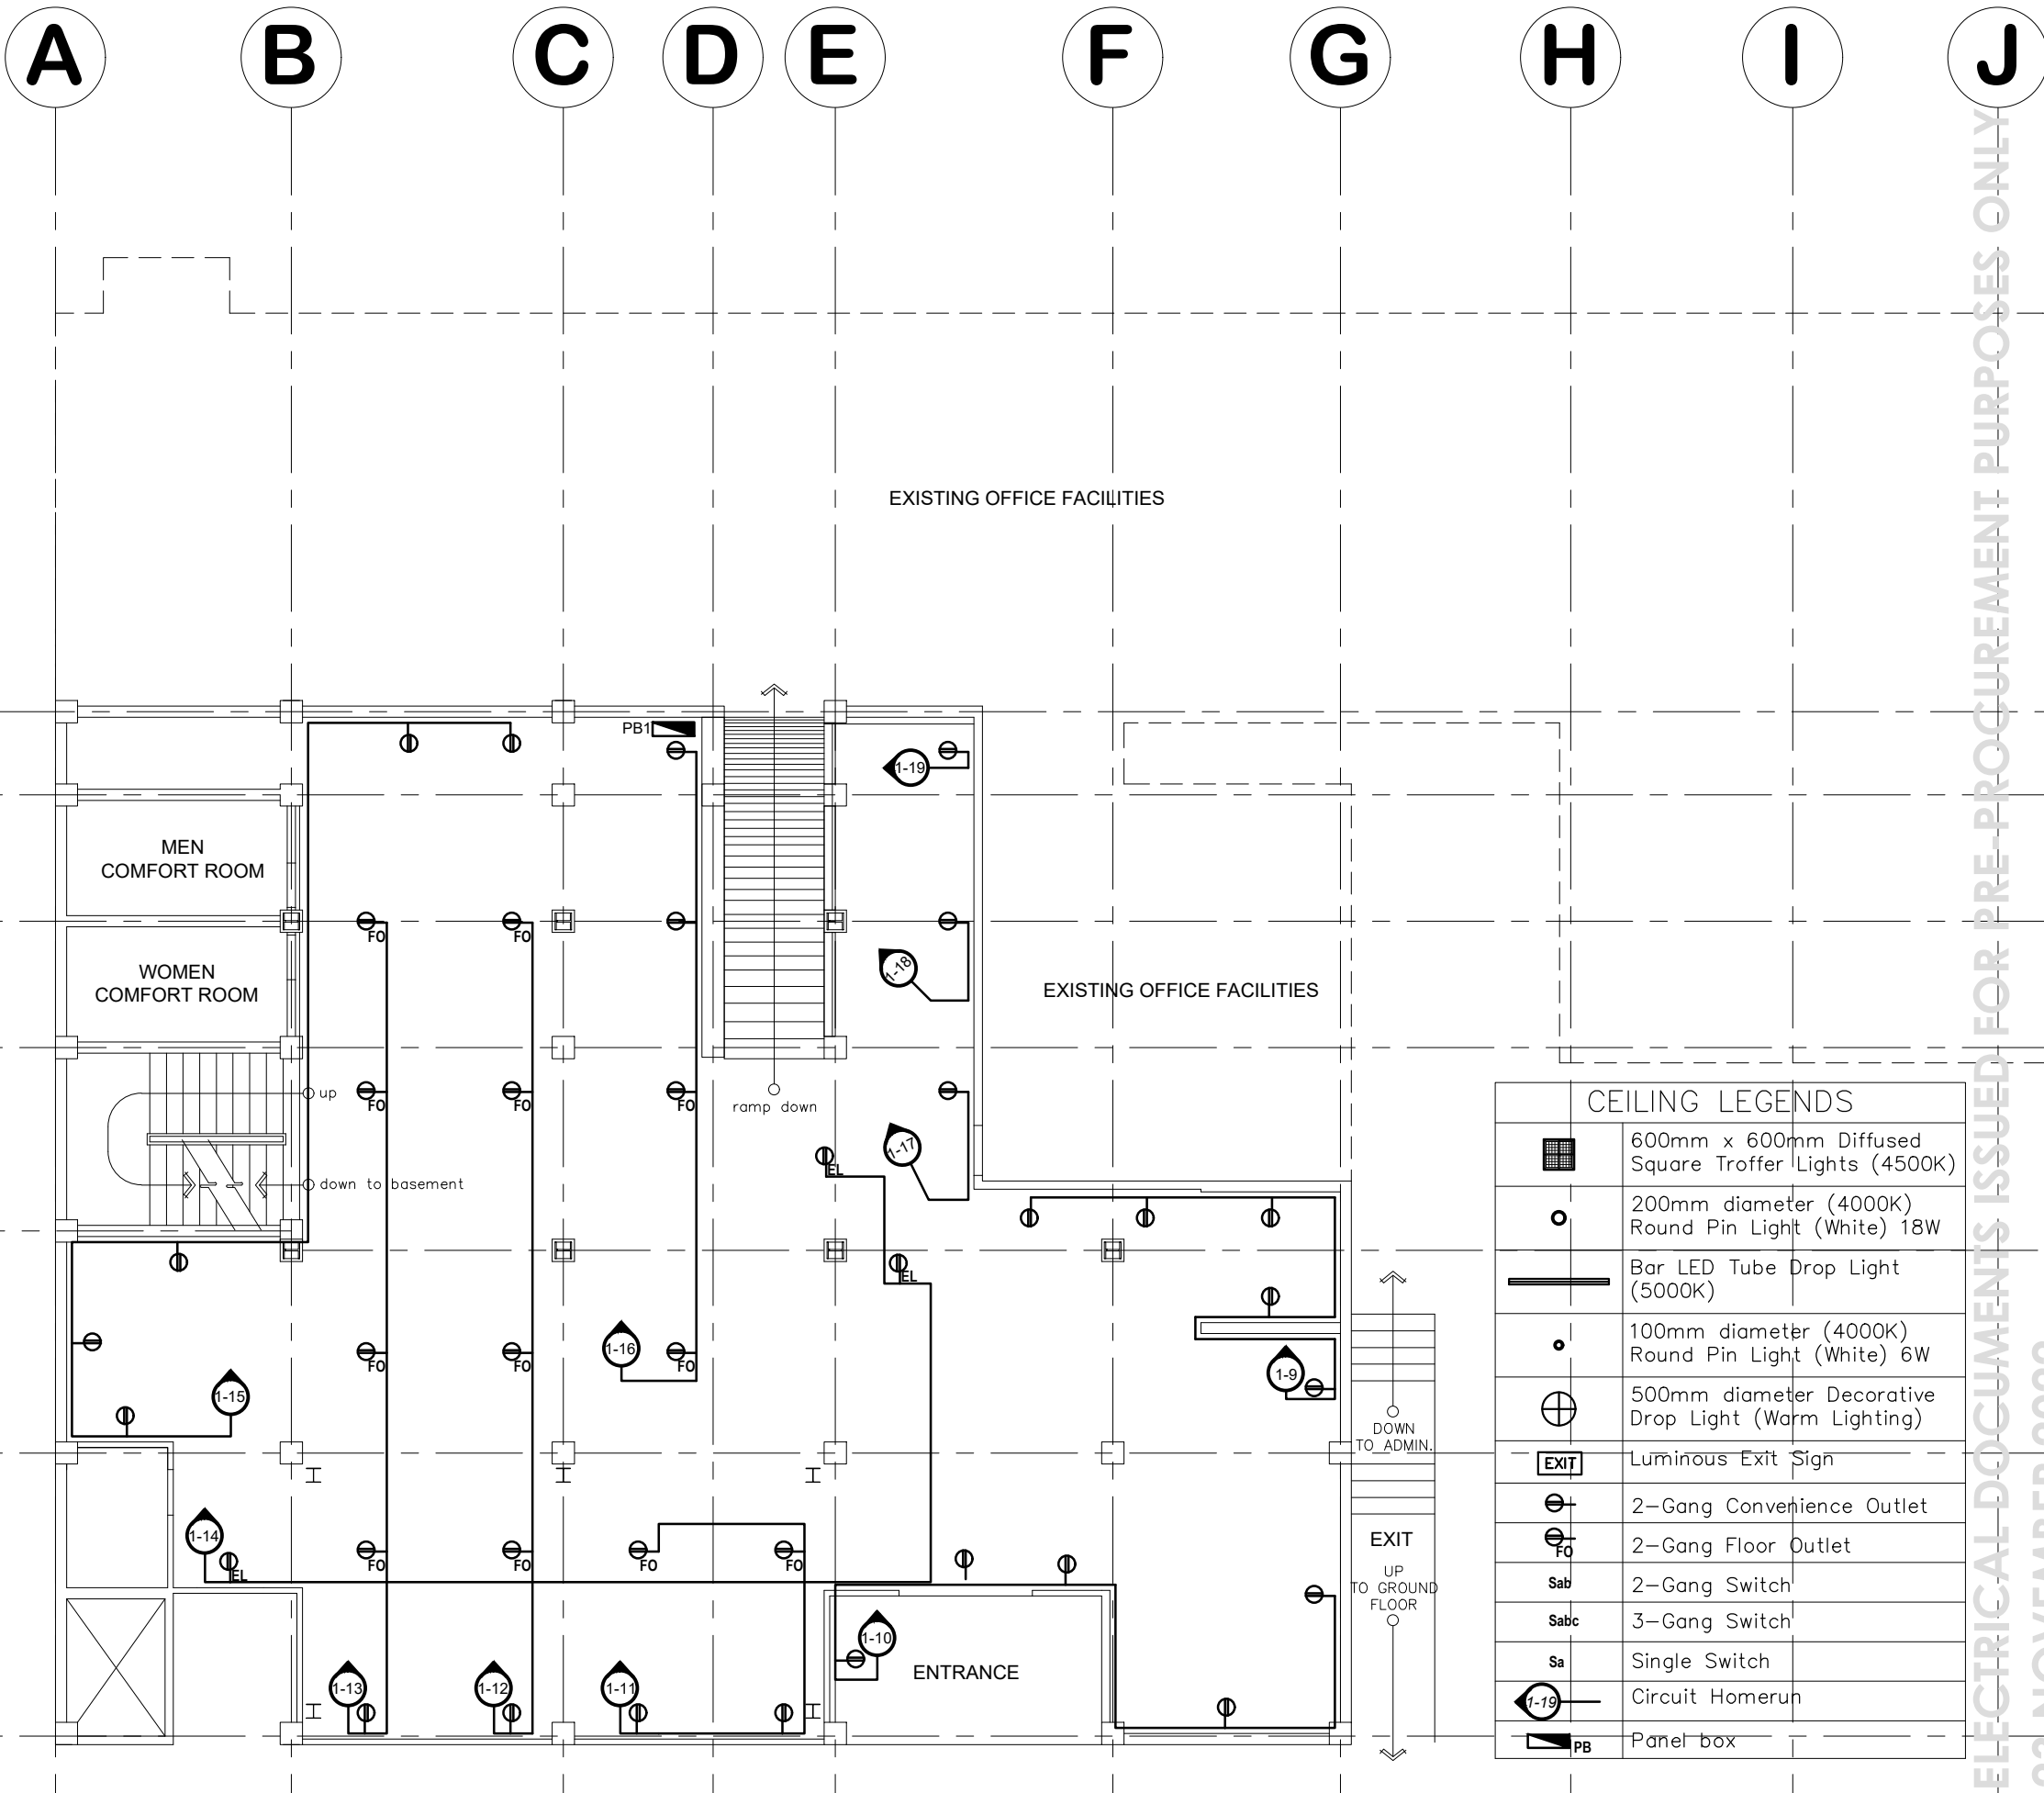 A B C D E F G H I J
EXISTING OFFICE FACILITIES
PB1
1-19
MEN
COMFORT ROOM
FO FO
WOMEN
COMFORT ROOM
1-18
EXISTING OFFICE FACILITIES
up
FO FO FO
ramp down
1-17
EL
down to basement
EL
1-16
FO FO FO
1-9
1-15
DOWN
TO ADMIN.
1-14
EL
FO FO FO FO
EXIT
UP
TO GROUND
FLOOR
1-10
ENTRANCE
1-13 1-12 1-11
CEILING LEGENDS
600mm x 600mm Diffused
Square Troffer Lights (4500K)
200mm diameter (4000K)
Round Pin Light (White) 18W
Bar LED Tube Drop Light
(5000K)
100mm diameter (4000K)
Round Pin Light (White) 6W
500mm diameter Decorative
Drop Light (Warm Lighting)
EXIT Luminous Exit Sign
2-Gang Convenience Outlet
FO 2-Gang Floor Outlet
Sab 2-Gang Switch
Sabc 3-Gang Switch
Sa Single Switch
1-19 Circuit Homerun
PB Panel box
ELECTRICAL DOCUMENTS ISSUED FOR PRE-PROCUREMENT PURPOSES ONLY